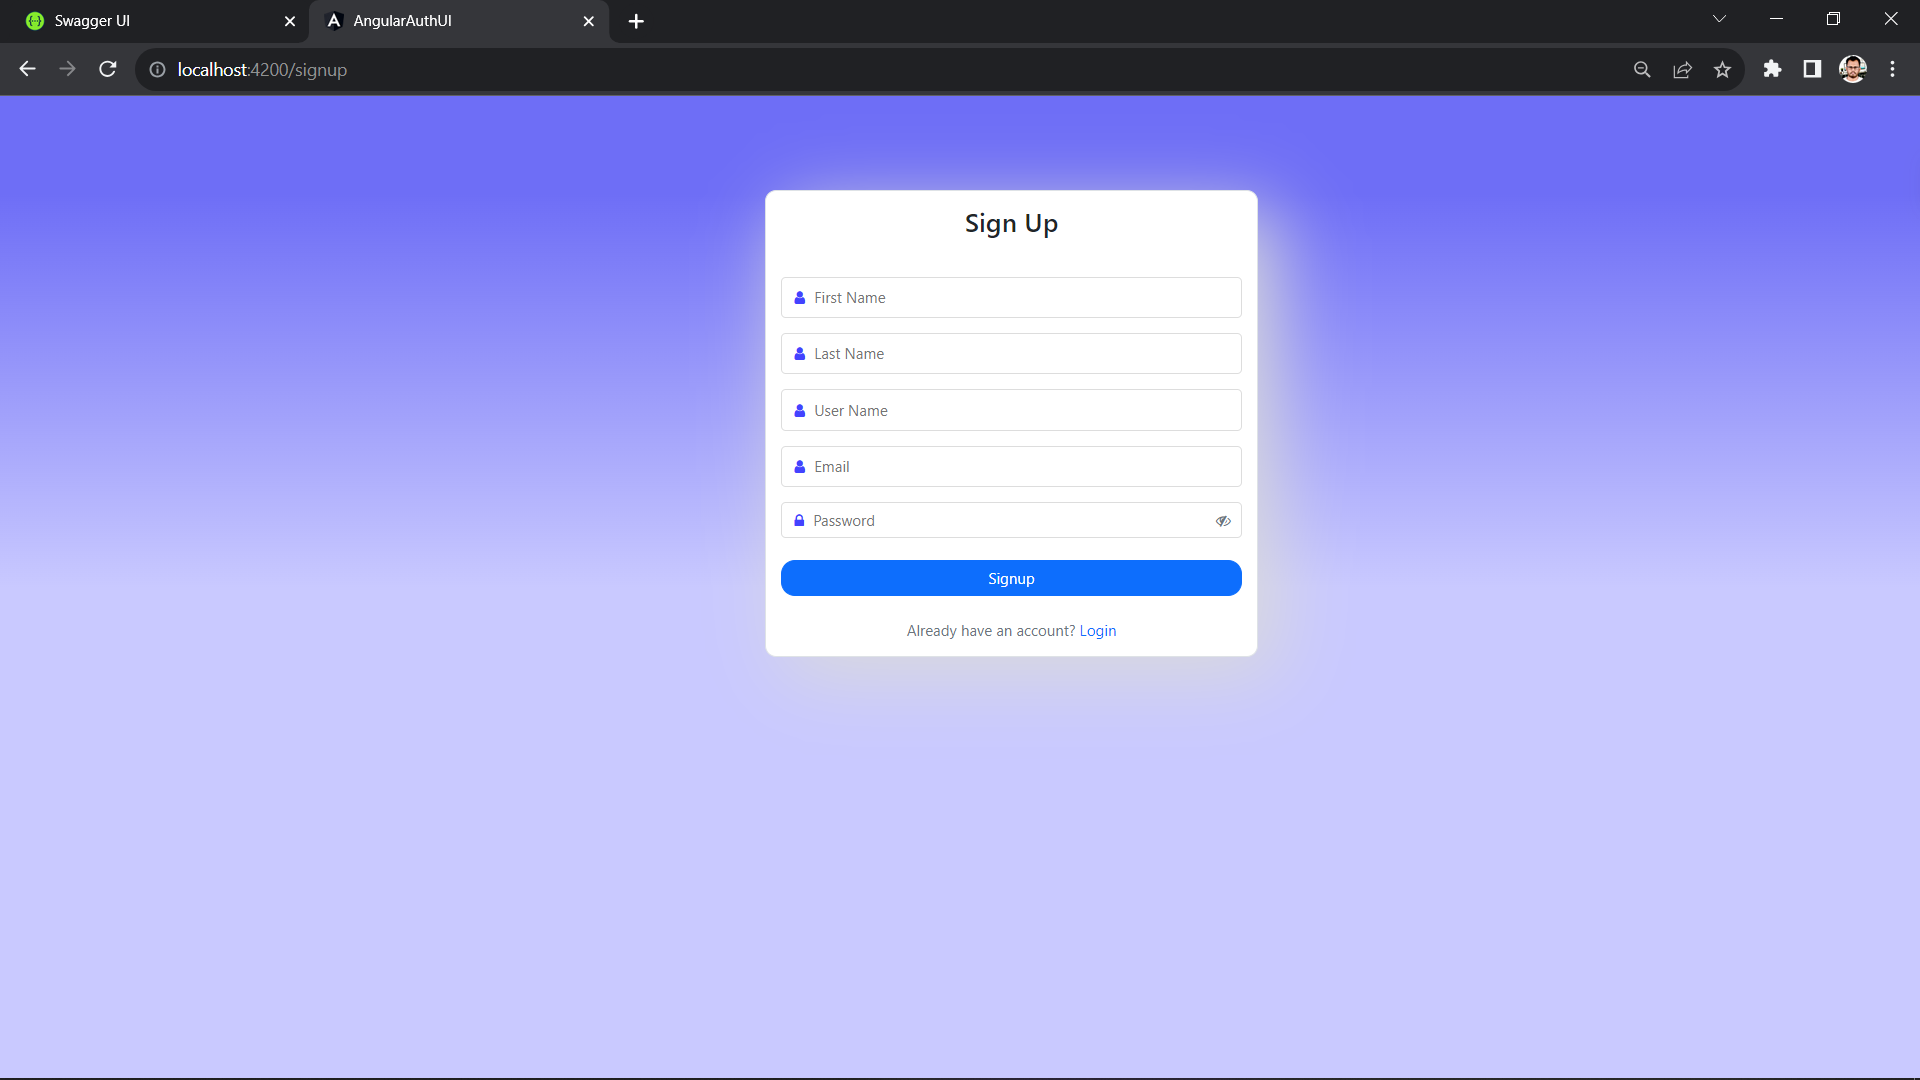 Swagger UI
AngularAuthUI
localhost:4200/signup
Sign Up
First Name
Last Name
User Name
Email
Password
Signup
Already have an account? Login